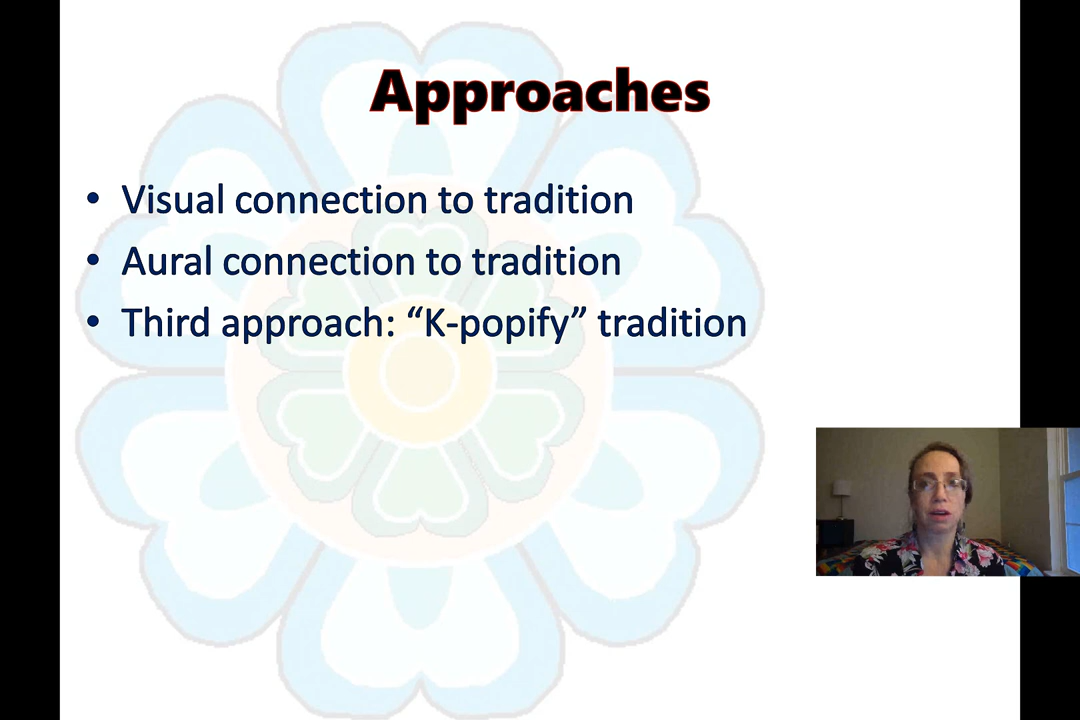 Approaches
• Visual connection to tradition
• Aural connection to tradition
• Third approach: “K-popify” tradition